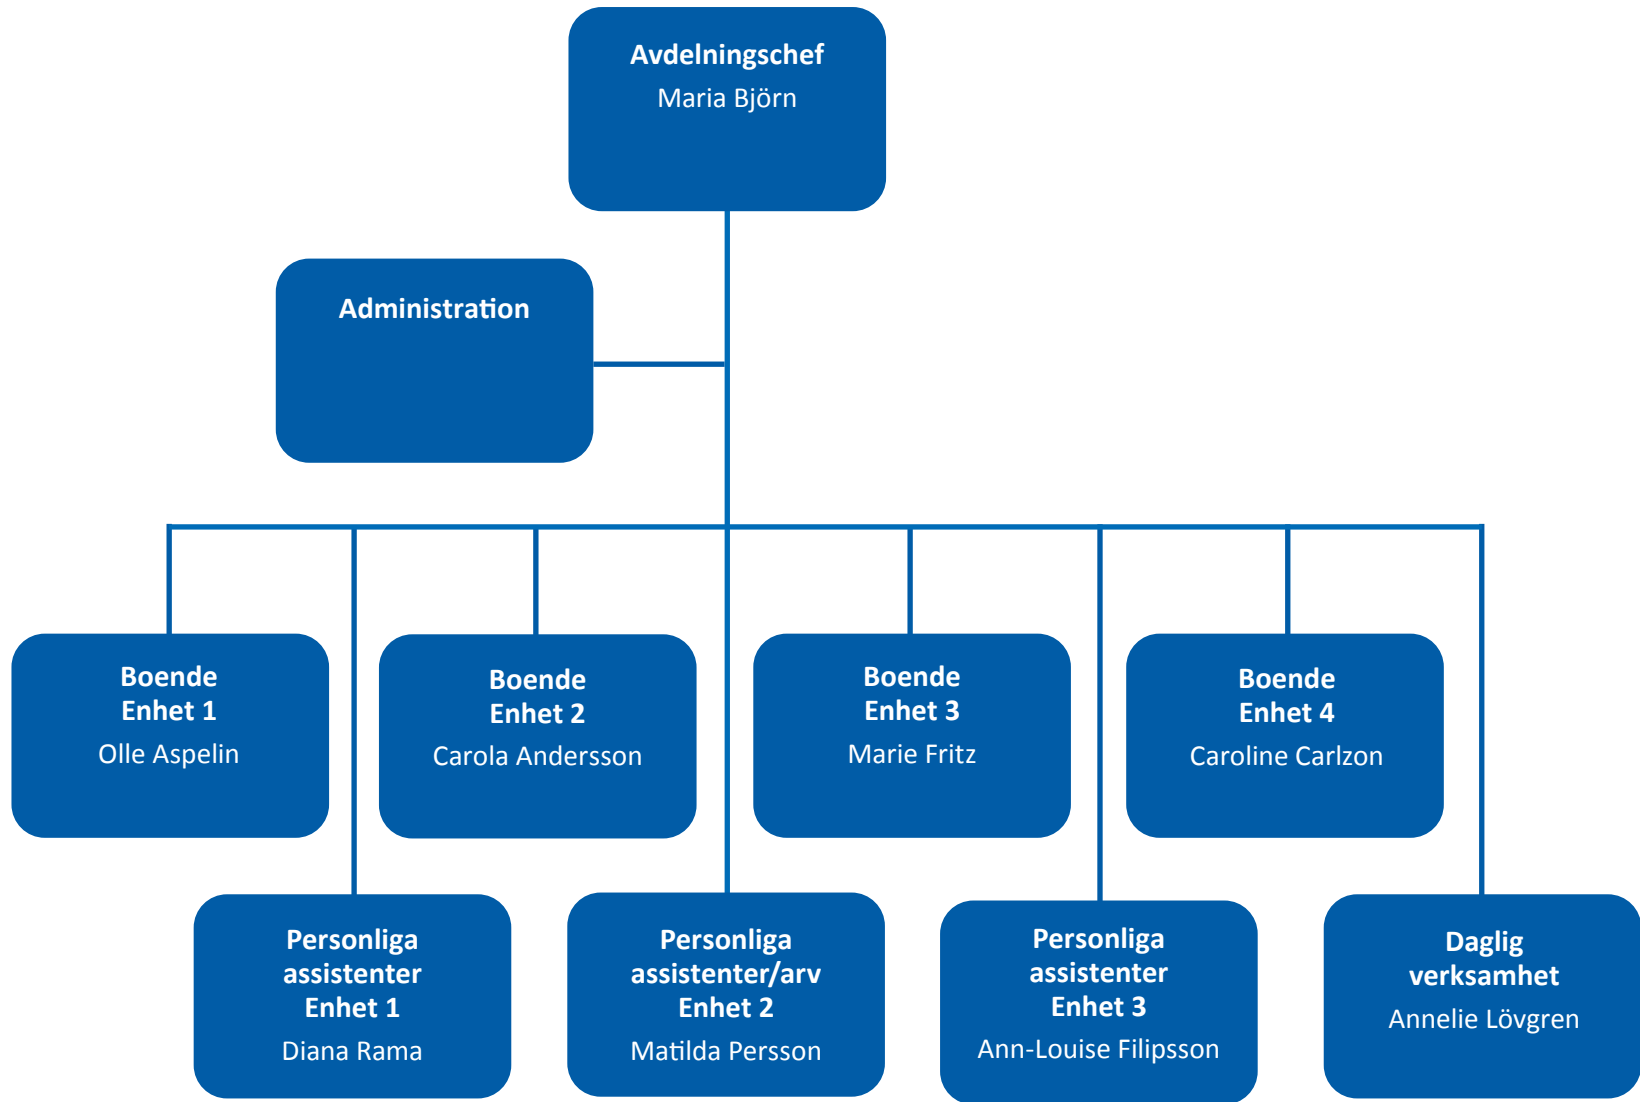 Avdelningschef
Maria Björn
Administration
Boende
Enhet 1
Olle Aspelin
Boende
Enhet 2
Carola Andersson
Boende
Enhet 3
Marie Fritz
Boende
Enhet 4
Caroline Carlzon
Personliga
assistenter
Enhet 1
Diana Rama
Personliga
assistenter/arv
Enhet 2
Matilda Persson
Personliga
assistenter
Enhet 3
Ann-Louise Filipsson
Daglig
verksamhet
Annelie Lövgren